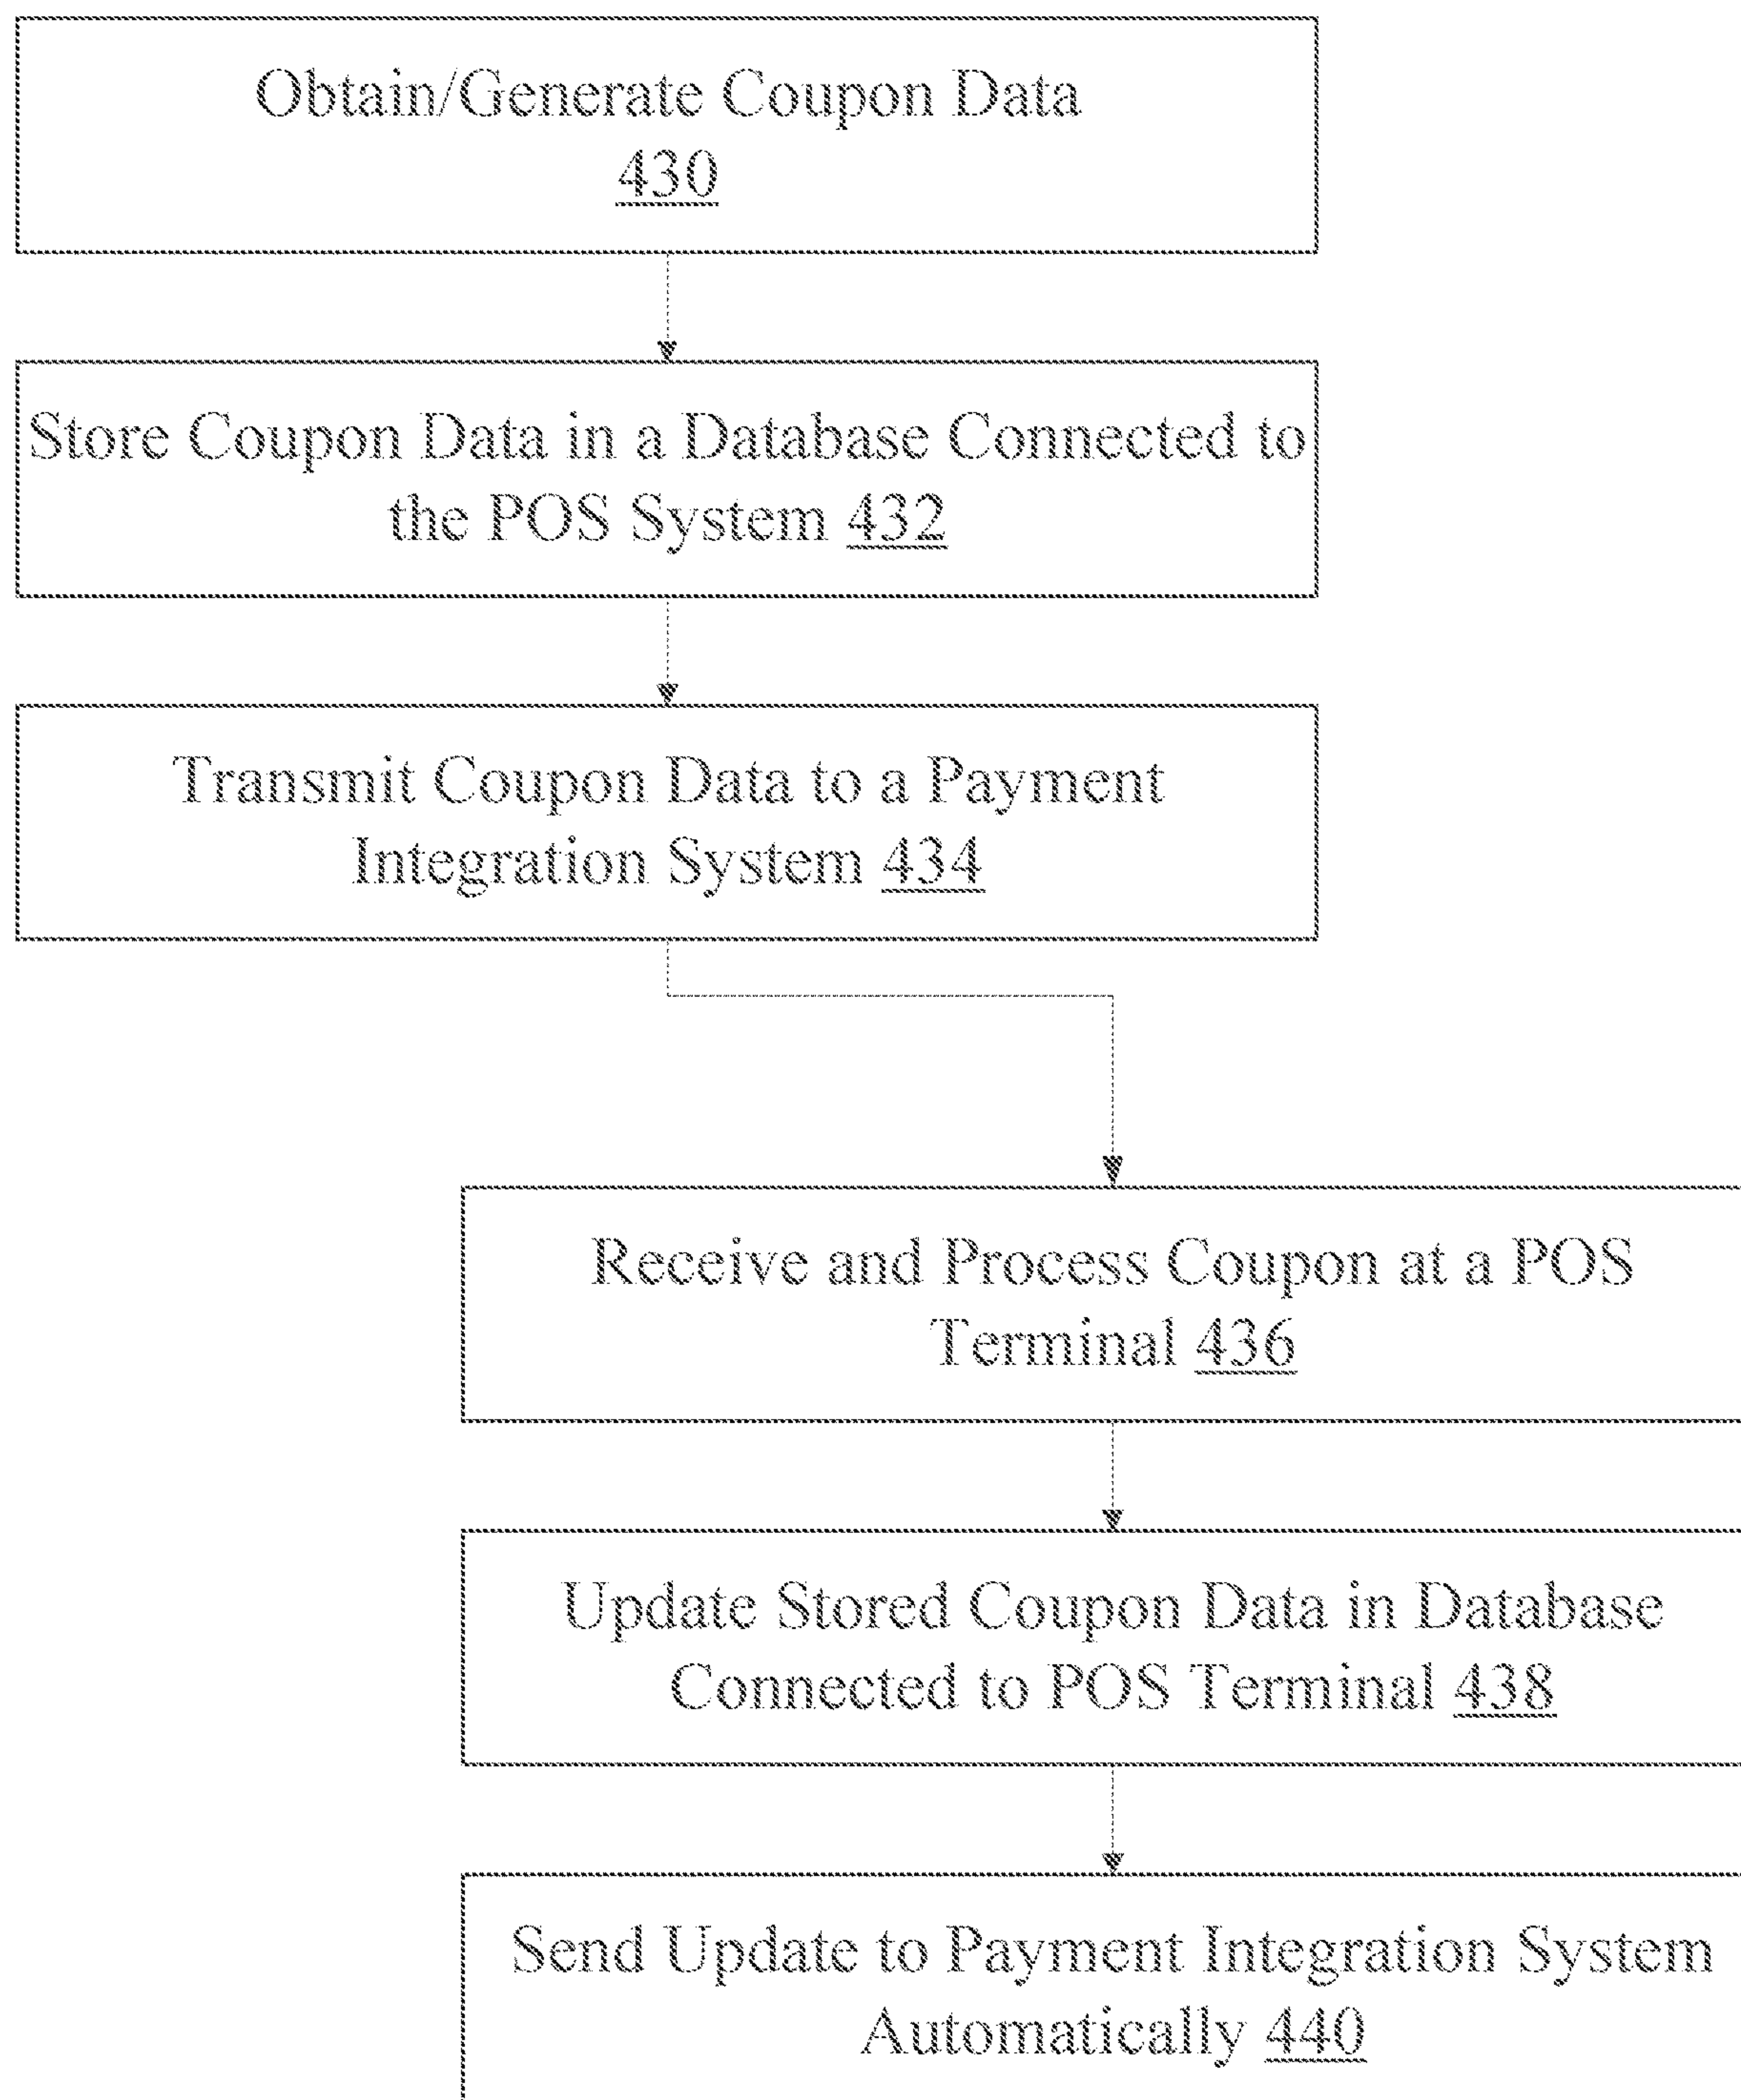 Obtain/Generate Coupon Data
430
Store Coupon Data in a Database Connected to
the POS System 432
Transmit Coupon Data to a Payment
Integration System 434
Receive and Process Coupon at a POS
Terminal 436
Update Stored Coupon Data in Database
Connected to POS Terminal 438
Send Update to Payment Integration System
Automatically 440